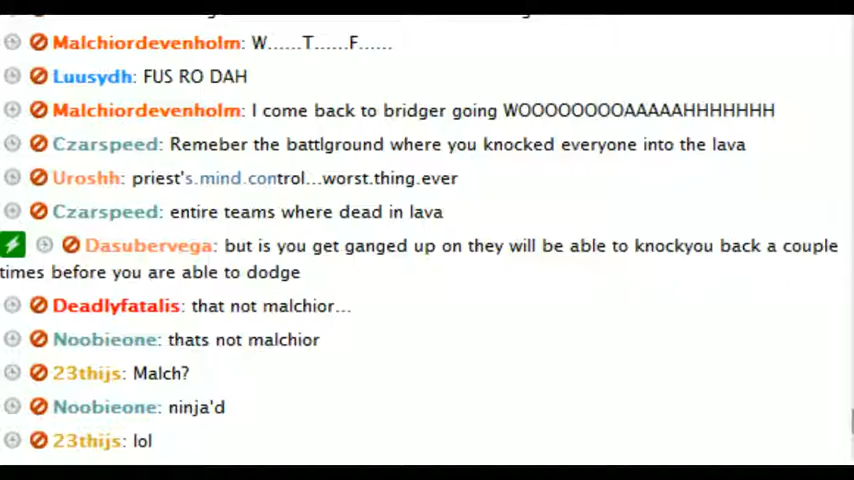 Malchiordevenholm: W......T......F......
Luusydh: FUS RO DAH
Malchiordevenholm: I come back to bridger going WOOOOOOOOAAAAAHHHHHHH
Czarspeed: Remeber the battlground where you knocked everyone into the lava
Uroshh: priest's.mind.control...worst.thing.ever
Czarspeed: entire teams where dead in lava
Dasubervega: but is you get ganged up on they will be able to knockyou back a couple
times before you are able to dodge
Deadlyfatalis: that not malchior...
Noobieone: thats not malchior
23thijs: Malch?
Noobieone: ninja'd
23thijs: lol